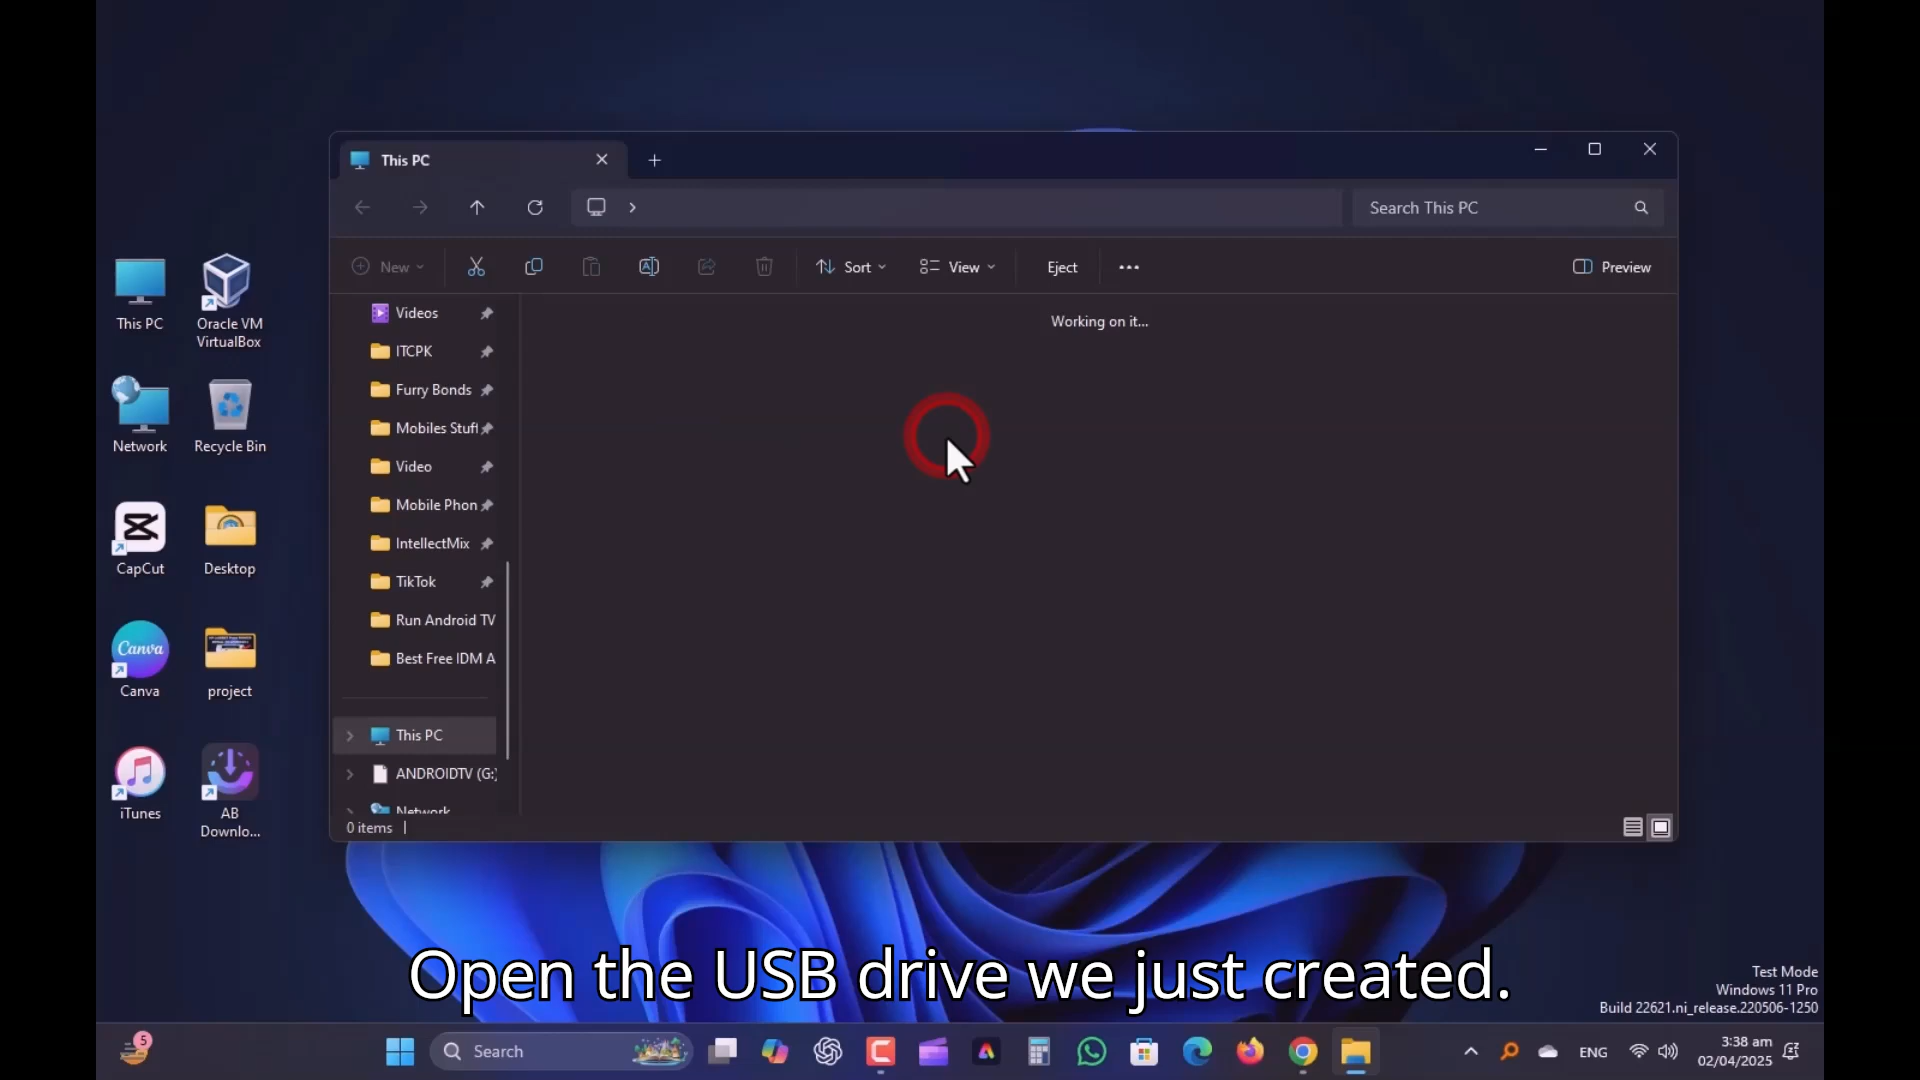 This PC
Search This PC
New
Sort
View
Eject
Preview
Videos
ITCPK
Furry Bonds
Mobiles Stuf
Video
Mobile Phon
IntellectMix
TikTok
Run Android TV
Best Free IDM A
This PC
ANDROIDTV (G:)
Network
0 items
Working on it...
This PC
Oracle VM
VirtualBox
Network
Recycle Bin
CapCut
Desktop
Canva
Canva
project
iTunes
AB
Downlo...
Open the USB drive we just created.
Test Mode
Windows 11 Pro
Build 22621.ni_release.220506-1250
5
Search
ENG
3:38 am
02/04/2025